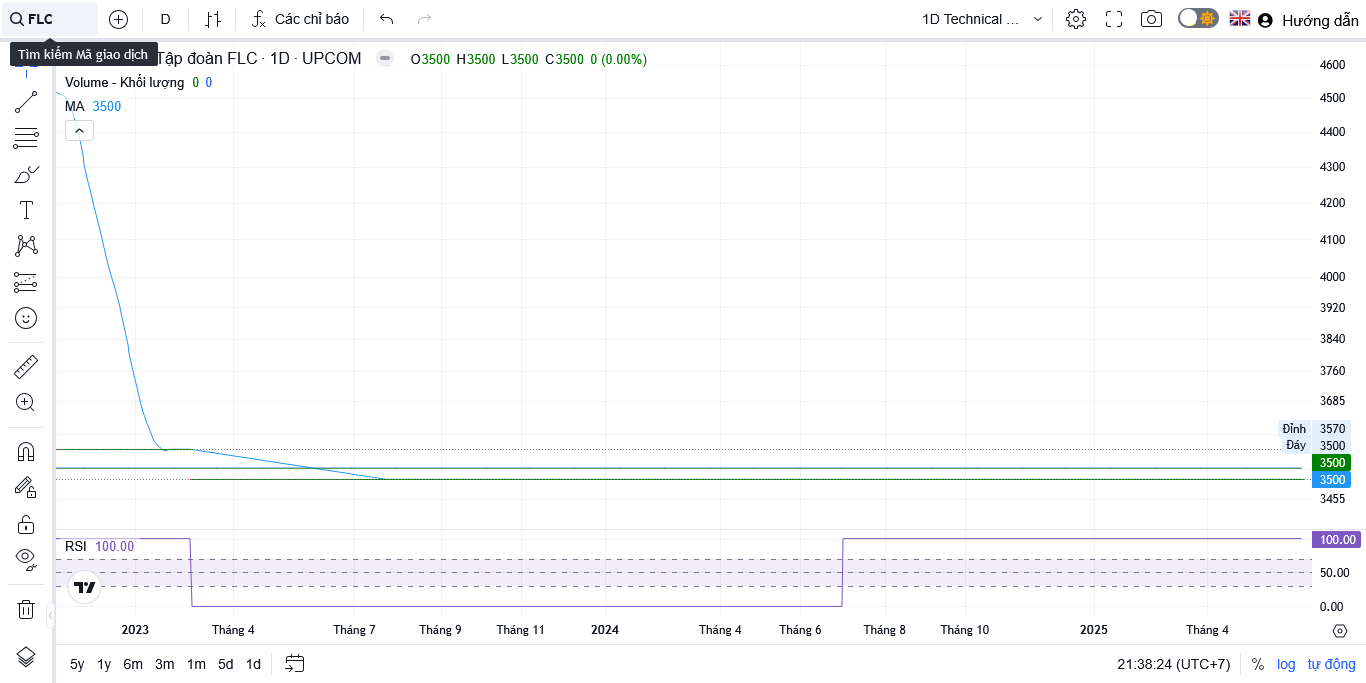 FLC
D
Các chỉ báo
1D Technical ...
Hướng dẫn
Tìm kiếm Mã giao dịch
Tập đoàn FLC · 1D · UPCOM
O3500 H3500 L3500 C3500 0 (0.00%)
Volume - Khối lượng 0 0
MA 3500
4600
4500
4400
4300
4200
4100
4000
3920
3840
3760
3685
Đỉnh 3570
Đáy 3500
3500
3500
3455
RSI 100.00
100.00
50.00
0.00
2023 Tháng 4 Tháng 7 Tháng 9 Tháng 11 2024 Tháng 4 Tháng 6 Tháng 8 Tháng 10 2025 Tháng 4
5y 1y 6m 3m 1m 5d 1d
21:38:24 (UTC+7) % log tự động